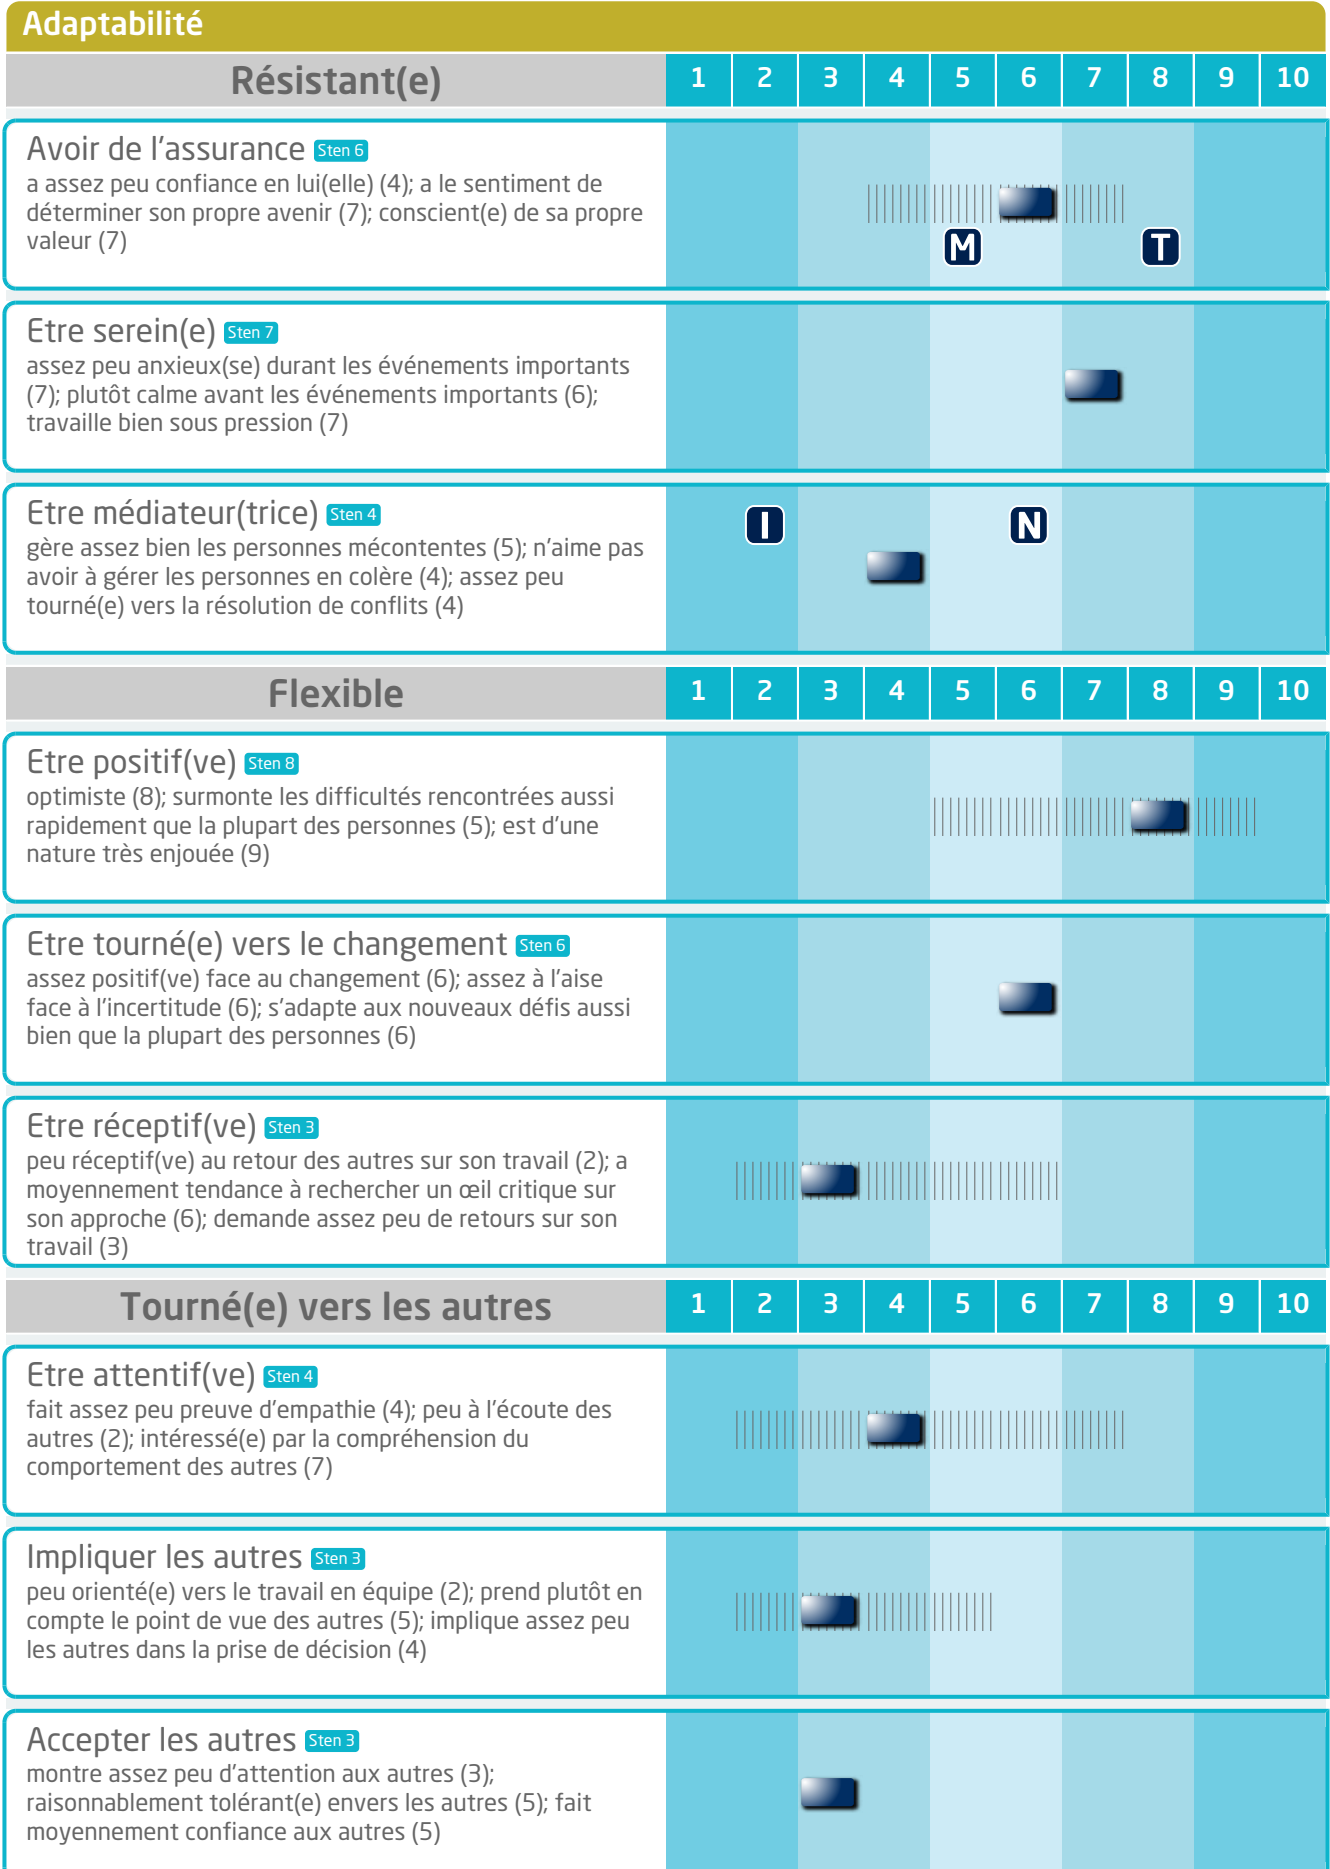 Adaptabilité
Résistant(e) 1 2 3 4 5 6 7 8 9 10
Avoir de l'assurance Sten 6
a assez peu confiance en lui(elle) (4); a le sentiment de
déterminer son propre avenir (7); conscient(e) de sa propre
valeur (7)
M T
Etre serein(e) Sten 7
assez peu anxieux(se) durant les événements importants
(7); plutôt calme avant les événements importants (6);
travaille bien sous pression (7)
Etre médiateur(trice) Sten 4
I N
gère assez bien les personnes mécontentes (5); n'aime pas
avoir à gérer les personnes en colère (4); assez peu
tourné(e) vers la résolution de conflits (4)
Flexible 1 2 3 4 5 6 7 8 9 10
Etre positif(ve) Sten 8
optimiste (8); surmonte les difficultés rencontrées aussi
rapidement que la plupart des personnes (5); est d'une
nature très enjouée (9)
Etre tourné(e) vers le changement Sten 6
assez positif(ve) face au changement (6); assez à l'aise
face à l'incertitude (6); s'adapte aux nouveaux défis aussi
bien que la plupart des personnes (6)
Etre réceptif(ve) Sten 3
peu réceptif(ve) au retour des autres sur son travail (2); a
moyennement tendance à rechercher un œil critique sur
son approche (6); demande assez peu de retours sur son
travail (3)
Tourné(e) vers les autres 1 2 3 4 5 6 7 8 9 10
Etre attentif(ve) Sten 4
fait assez peu preuve d'empathie (4); peu à l'écoute des
autres (2); intéressé(e) par la compréhension du
comportement des autres (7)
Impliquer les autres Sten 3
peu orienté(e) vers le travail en équipe (2); prend plutôt en
compte le point de vue des autres (5); implique assez peu
les autres dans la prise de décision (4)
Accepter les autres Sten 3
montre assez peu d'attention aux autres (3);
raisonnablement tolérant(e) envers les autres (5); fait
moyennement confiance aux autres (5)